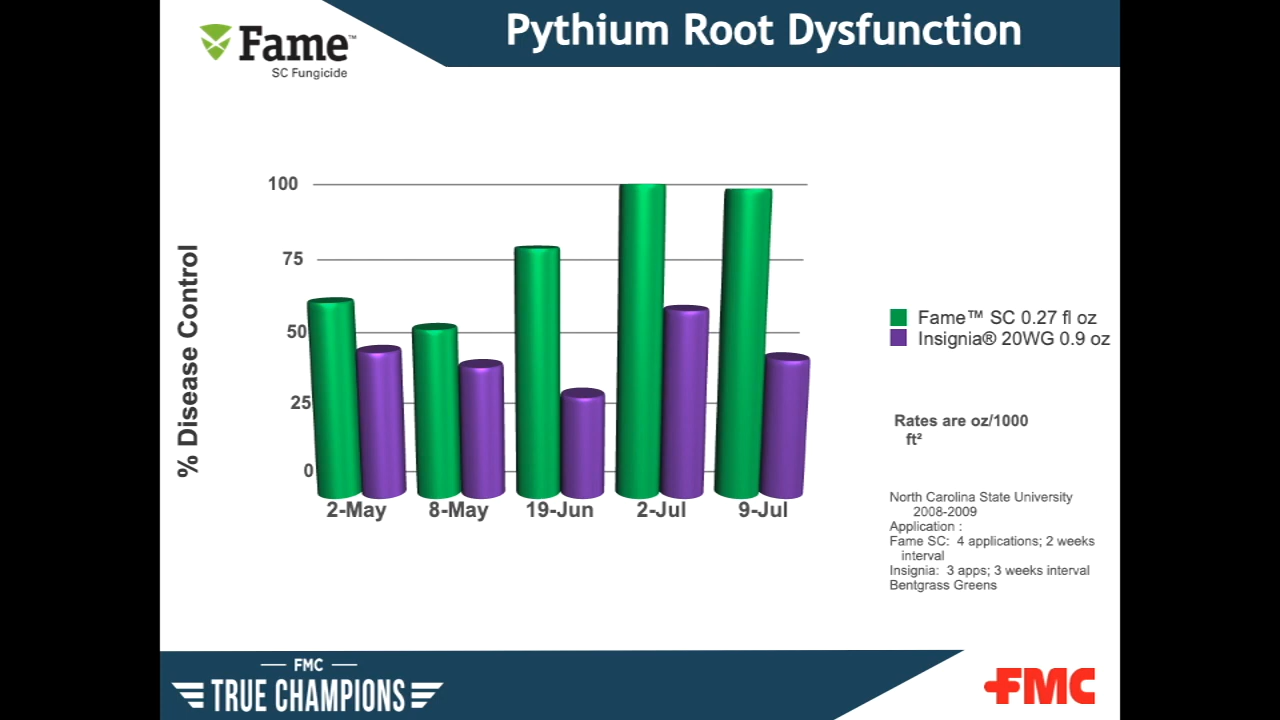 Fame™
SC Fungicide
Pythium Root Dysfunction
% Disease Control
100
75
50
25
0
2-May
8-May
19-Jun
2-Jul
9-Jul
Fame™ SC 0.27 fl oz
Insignia® 20WG 0.9 oz
Rates are oz/1000
ft²
North Carolina State University
2008-2009
Application :
Fame SC:  4 applications; 2 weeks
interval
Insignia:  3 apps; 3 weeks interval
Bentgrass Greens
FMC
TRUE CHAMPIONS
FMC